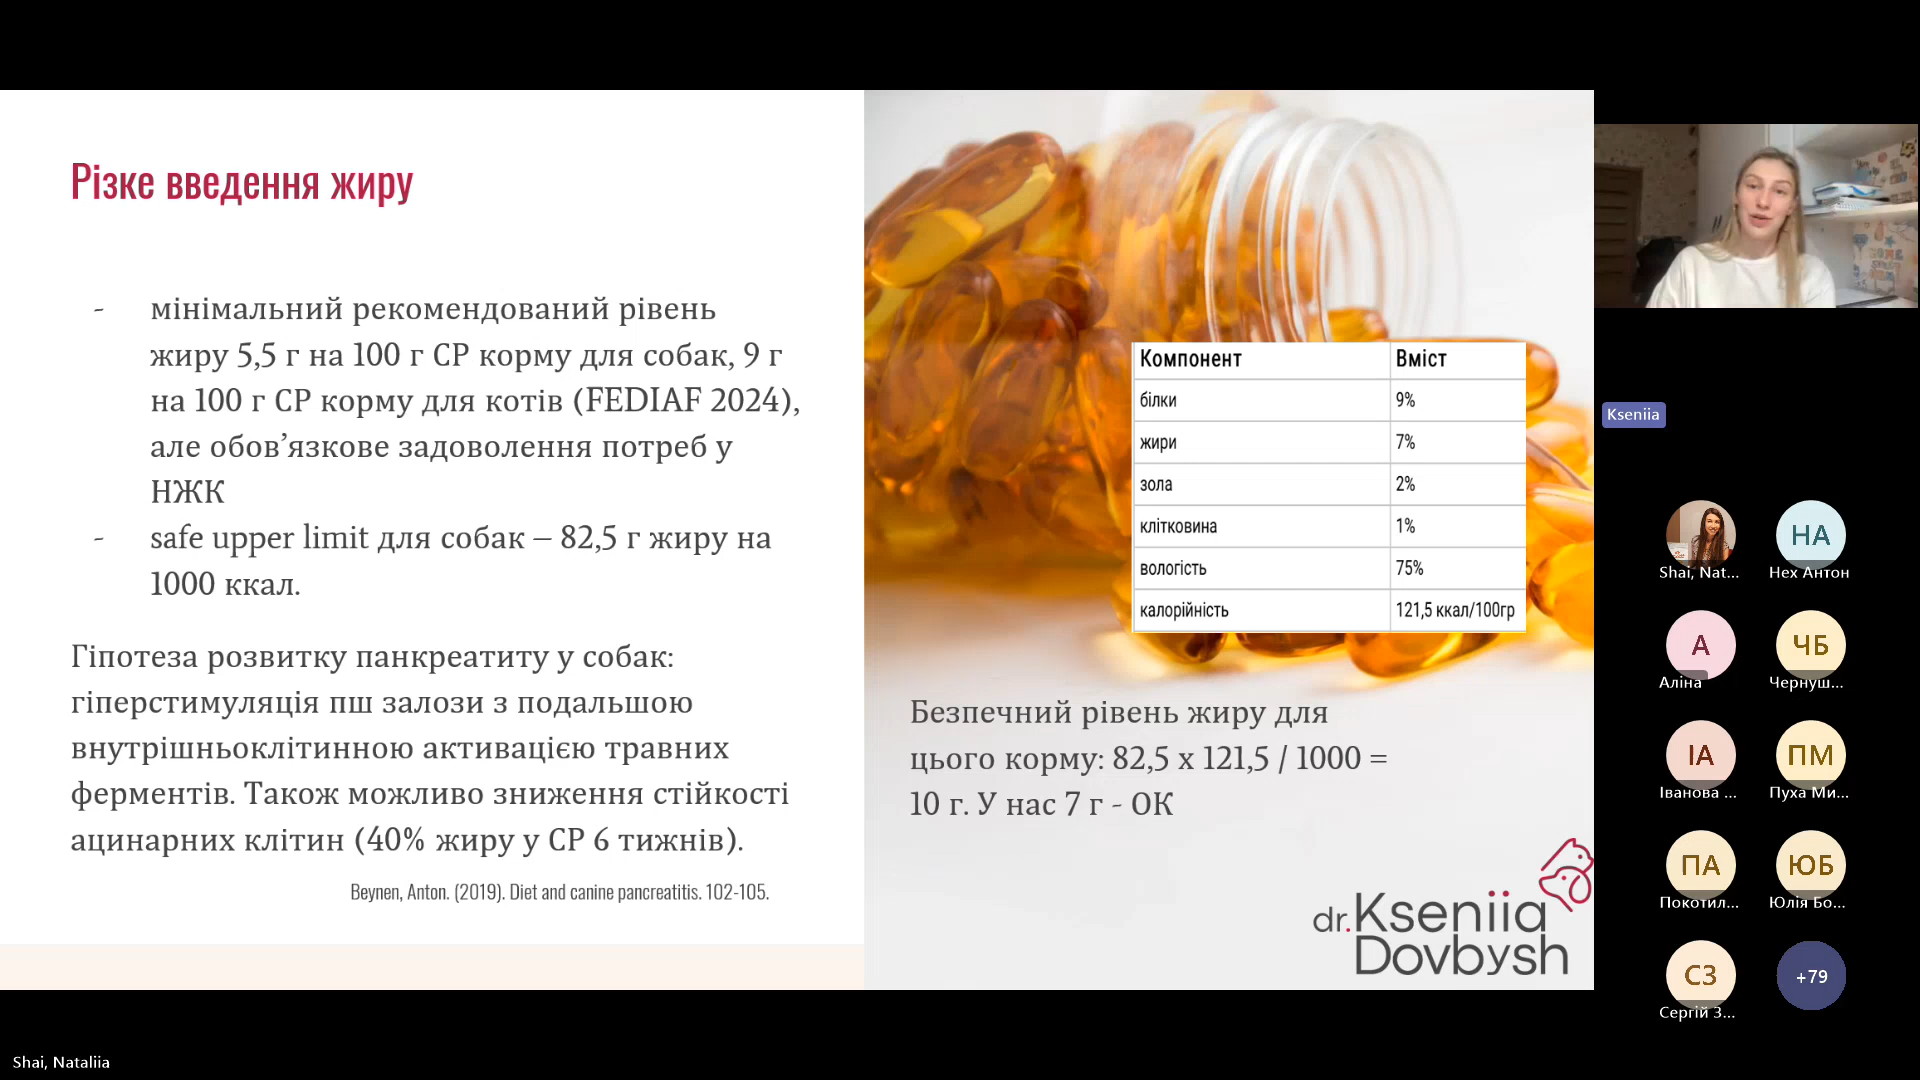 Різке введення жиру
- мінімальний рекомендований рівень
жиру 5,5 г на 100 г СР корму для собак, 9 г
на 100 г СР корму для котів (FEDIAF 2024),
але обов’язкове задоволення потреб у
НЖК
- safe upper limit для собак – 82,5 г жиру на
1000 ккал.
Гіпотеза розвитку панкреатиту у собак:
гіперстимуляція пш залози з подальшою
внутрішньоклітинною активацією травних
ферментів. Також можливо зниження стійкості
ацинарних клітин (40% жиру у СР 6 тижнів).
Beynen, Anton. (2019). Diet and canine pancreatitis. 102-105.
Компонент Вміст
білки 9%
жири 7%
зола 2%
клітковина 1%
вологість 75%
калорійність 121,5 ккал/100гр
Безпечний рівень жиру для
цього корму: 82,5 х 121,5 / 1000 =
10 г. У нас 7 г - ОК
dr.Kseniia
Dovbysh
Kseniia
НА
Shai, Nat... Нех Антон
А ЧБ
Аліна Чернуш...
ІА ПМ
Іванова ... Пуха Ми...
ПА ЮБ
Покотил... Юлія Бо...
СЗ +79
Сергій З...
Shai, Nataliia